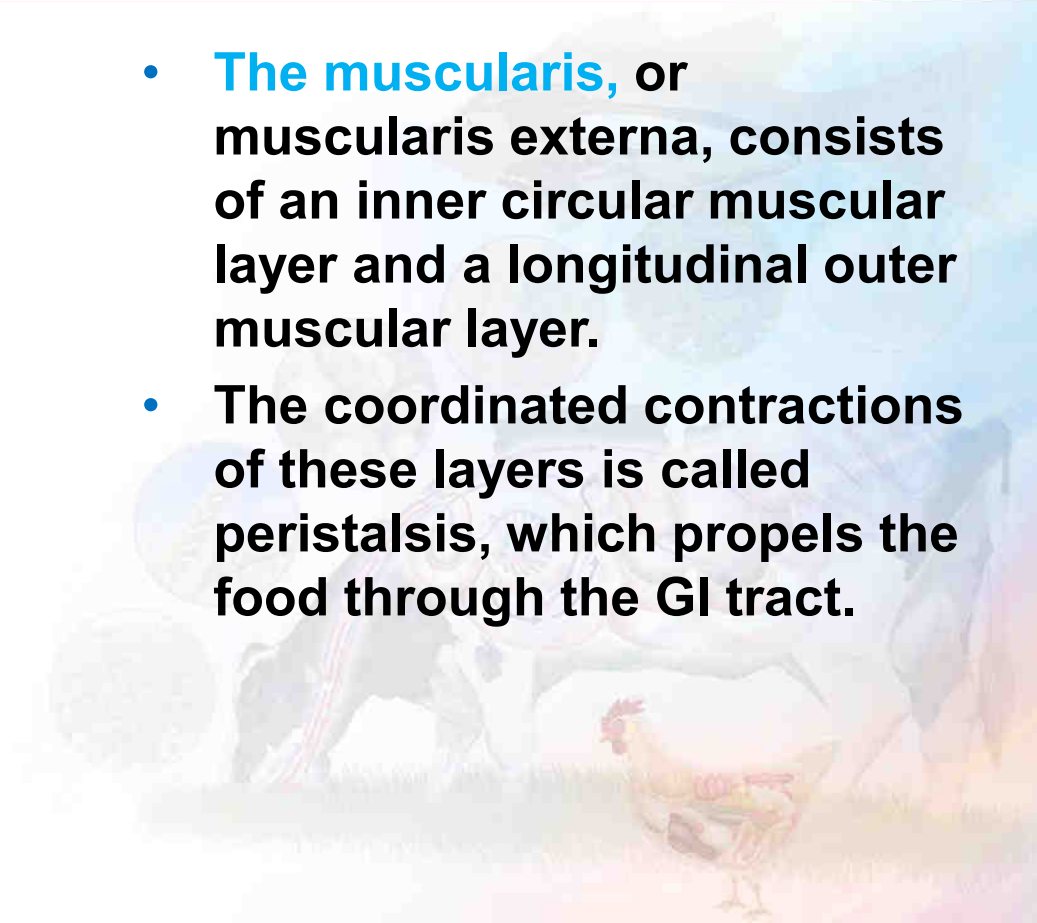 • The muscularis, or
muscularis externa, consists
of an inner circular muscular
layer and a longitudinal outer
muscular layer.
• The coordinated contractions
of these layers is called
peristalsis, which propels the
food through the GI tract.